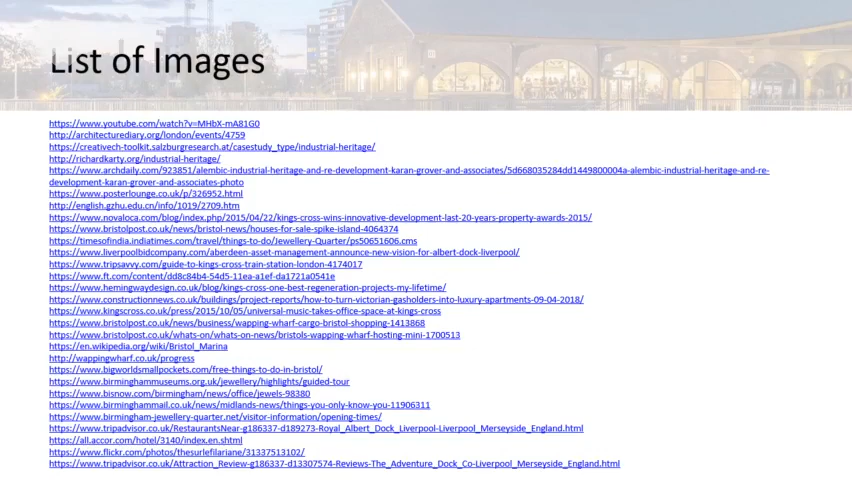 List of Images
https://www.youtube.com/watch?v=MHbX-mA81G0
http://architecturediary.org/london/events/4759
https://creativech-toolkit.salzburgresearch.at/casestudy_type/industrial-heritage/
http://richardkarty.org/industrial-heritage/
https://www.archdaily.com/923851/alembic-industrial-heritage-and-re-development-karan-grover-and-associates/5d668035284dd1449800004a-alembic-industrial-heritage-and-re-
development-karan-grover-and-associates-photo
https://www.posterlounge.co.uk/p/326952.html
http://english.gzhu.edu.cn/info/1019/2709.htm
https://www.novaloca.com/blog/index.php/2015/04/22/kings-cross-wins-innovative-development-last-20-years-property-awards-2015/
https://www.bristolpost.co.uk/news/bristol-news/houses-for-sale-spike-island-4064374
https://timesofindia.indiatimes.com/travel/things-to-do/Jewellery-Quarter/ps50651606.cms
https://www.liverpoolbidcompany.com/aberdeen-asset-management-announce-new-vision-for-albert-dock-liverpool/
https://www.tripsavvy.com/guide-to-kings-cross-train-station-london-4174017
https://www.ft.com/content/dd8c84b4-54d5-11ea-a1ef-da1721a0541e
https://www.hemingwaydesign.co.uk/blog/kings-cross-one-best-regeneration-projects-my-lifetime/
https://www.constructionnews.co.uk/buildings/project-reports/how-to-turn-victorian-gasholders-into-luxury-apartments-09-04-2018/
https://www.kingscross.co.uk/press/2015/10/05/universal-music-takes-office-space-at-kings-cross
https://www.bristolpost.co.uk/news/business/wapping-wharf-cargo-bristol-shopping-1413868
https://www.bristolpost.co.uk/whats-on/whats-on-news/bristols-wapping-wharf-hosting-mini-1700513
https://en.wikipedia.org/wiki/Bristol_Marina
http://wappingwharf.co.uk/progress
https://www.bigworldsmallpockets.com/free-things-to-do-in-bristol/
https://www.birminghammuseums.org.uk/jewellery/highlights/guided-tour
https://www.bisnow.com/birmingham/news/office/jewels-98380
https://www.birminghammail.co.uk/news/midlands-news/things-you-only-know-you-11906311
https://www.birmingham-jewellery-quarter.net/visitor-information/opening-times/
https://www.tripadvisor.co.uk/RestaurantsNear-g186337-d189273-Royal_Albert_Dock_Liverpool-Liverpool_Merseyside_England.html
https://all.accor.com/hotel/3140/index.en.shtml
https://www.flickr.com/photos/thesurlefilariane/31337513102/
https://www.tripadvisor.co.uk/Attraction_Review-g186337-d13307574-Reviews-The_Adventure_Dock_Co-Liverpool_Merseyside_England.html